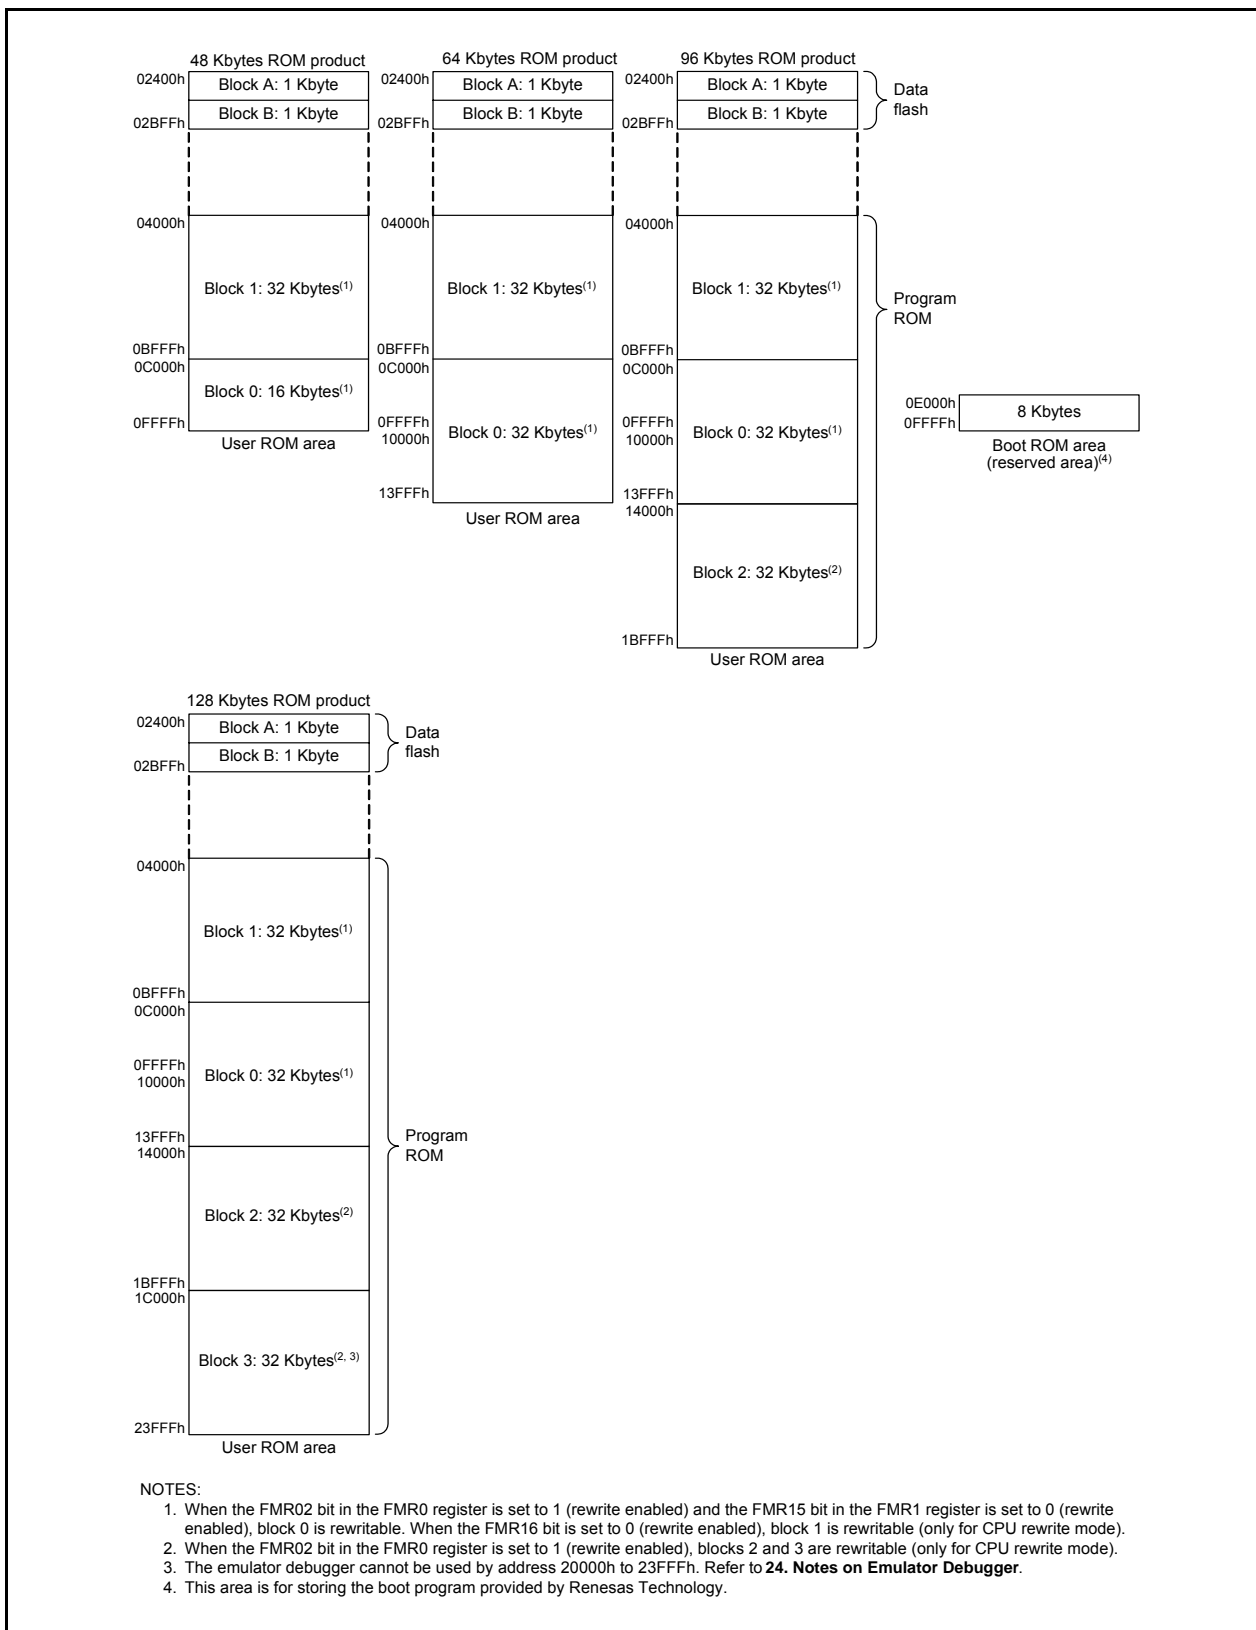 48 Kbytes ROM product
02400h
Block A: 1 Kbyte
Block B: 1 Kbyte
02BFFh
04000h
Block 1: 32 Kbytes(1)
0BFFFh
0C000h
Block 0: 16 Kbytes(1)
0FFFFh
User ROM area
64 Kbytes ROM product
02400h
Block A: 1 Kbyte
Block B: 1 Kbyte
02BFFh
04000h
Block 1: 32 Kbytes(1)
0BFFFh
0C000h
0FFFFh
10000h
Block 0: 32 Kbytes(1)
13FFFh
User ROM area
96 Kbytes ROM product
02400h
Block A: 1 Kbyte
Block B: 1 Kbyte
02BFFh
Data
flash
04000h
Block 1: 32 Kbytes(1)
0BFFFh
0C000h
0FFFFh
10000h
Block 0: 32 Kbytes(1)
13FFFh
14000h
Block 2: 32 Kbytes(2)
1BFFFh
User ROM area
Program
ROM
0E000h
0FFFFh
8 Kbytes
Boot ROM area
(reserved area)(4)
128 Kbytes ROM product
02400h
Block A: 1 Kbyte
Block B: 1 Kbyte
02BFFh
Data
flash
04000h
Block 1: 32 Kbytes(1)
0BFFFh
0C000h
0FFFFh
10000h
Block 0: 32 Kbytes(1)
13FFFh
14000h
Program
ROM
Block 2: 32 Kbytes(2)
1BFFFh
1C000h
Block 3: 32 Kbytes(2, 3)
23FFFh
User ROM area
NOTES:
1. When the FMR02 bit in the FMR0 register is set to 1 (rewrite enabled) and the FMR15 bit in the FMR1 register is set to 0 (rewrite
enabled), block 0 is rewritable. When the FMR16 bit is set to 0 (rewrite enabled), block 1 is rewritable (only for CPU rewrite mode).
2. When the FMR02 bit in the FMR0 register is set to 1 (rewrite enabled), blocks 2 and 3 are rewritable (only for CPU rewrite mode).
3. The emulator debugger cannot be used by address 20000h to 23FFFh. Refer to 24. Notes on Emulator Debugger.
4. This area is for storing the boot program provided by Renesas Technology.